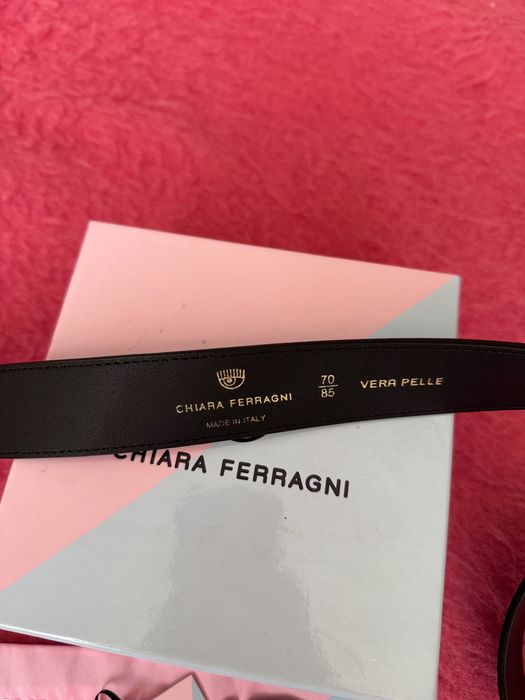 CHIARA FERRAGNI
MADE IN ITALY
70
85
VERA PELLE
CHIARA FERRAGNI